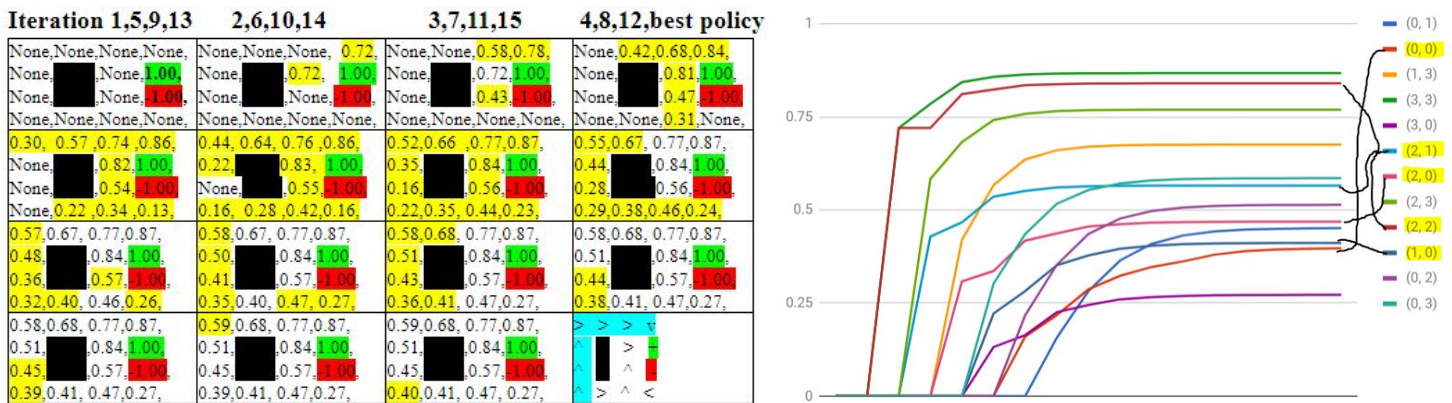 Iteration 1,5,9,13 2,6,10,14 3,7,11,15 4,8,12,best policy
None,None,None,None, None,None,None, 0.72, None,None,0.58,0.78, None,0.42,0.68,0.84,
None, ,None,1.00, None, ,0.72, 1.00, None, ,0.72,1.00, None, ,0.81,1.00,
None, ,None,-1.00, None, ,None,-1.00, None, ,0.43,-1.00, None, ,0.47,-1.00,
None,None,None,None, None,None,None,None, None,None,None,None, None,None,0.31,None,
0.30, 0.57 ,0.74 ,0.86, 0.44, 0.64, 0.76 ,0.86, 0.52,0.66 ,0.77,0.87, 0.55,0.67, 0.77,0.87,
None, ,0.82,1.00, 0.22, ,0.83, 1.00, 0.35, ,0.84,1.00, 0.44, ,0.84,1.00,
None, ,0.54,-1.00, None, ,0.55,-1.00, 0.16, ,0.56,-1.00, 0.28, ,0.56,-1.00,
None,0.22 ,0.34 ,0.13, 0.16, 0.28 ,0.42,0.16, 0.22,0.35, 0.44,0.23, 0.29,0.38,0.46,0.24,
0.57,0.67, 0.77,0.87, 0.58,0.67, 0.77,0.87, 0.58,0.68, 0.77,0.87, 0.58,0.68, 0.77,0.87,
0.48, ,0.84,1.00, 0.50, ,0.84,1.00, 0.51, ,0.84,1.00, 0.51, ,0.84,1.00,
0.36, ,0.57,-1.00, 0.41, ,0.57,-1.00, 0.43, ,0.57,-1.00, 0.44, ,0.57,-1.00,
0.32,0.40, 0.46,0.26, 0.35,0.40, 0.47,0.27, 0.36,0.41, 0.47,0.27, 0.38,0.41, 0.47,0.27,
0.58,0.68, 0.77,0.87, 0.59,0.68, 0.77,0.87, 0.59,0.68, 0.77,0.87, > > > v
0.51, ,0.84,1.00, 0.51, ,0.84,1.00, 0.51, ,0.84,1.00, ^ > +
0.45, ,0.57,-1.00, 0.45, ,0.57,-1.00, 0.45, ,0.57,-1.00, ^ ^ -
0.39,0.41, 0.47,0.27, 0.39,0.41, 0.47,0.27, 0.40,0.41, 0.47,0.27, ^ > ^ <
1
0.75
0.5
0.25
0
(0, 1)
(0, 0)
(1, 3)
(3, 3)
(3, 0)
(2, 1)
(2, 0)
(2, 3)
(2, 2)
(1, 0)
(0, 2)
(0, 3)